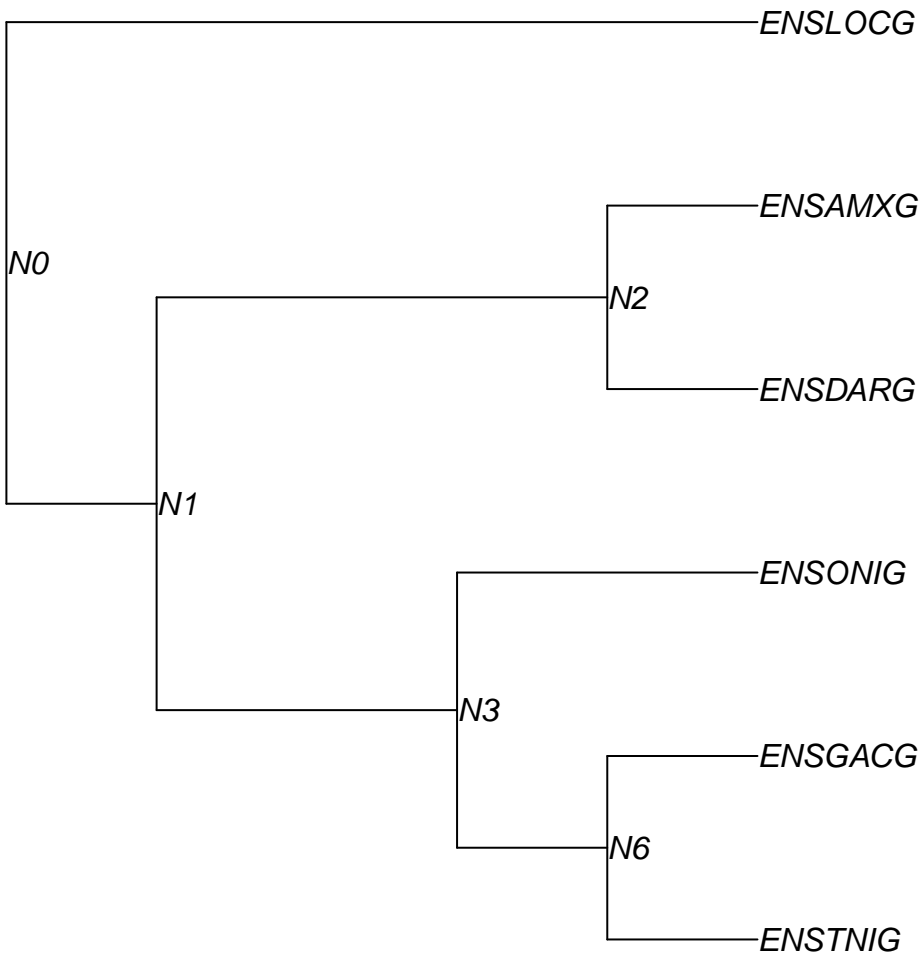 ENSLOCG
ENSAMXG
N0
N2
ENSDARG
N1
ENSONIG
N3
ENSGACG
N6
ENSTNIG